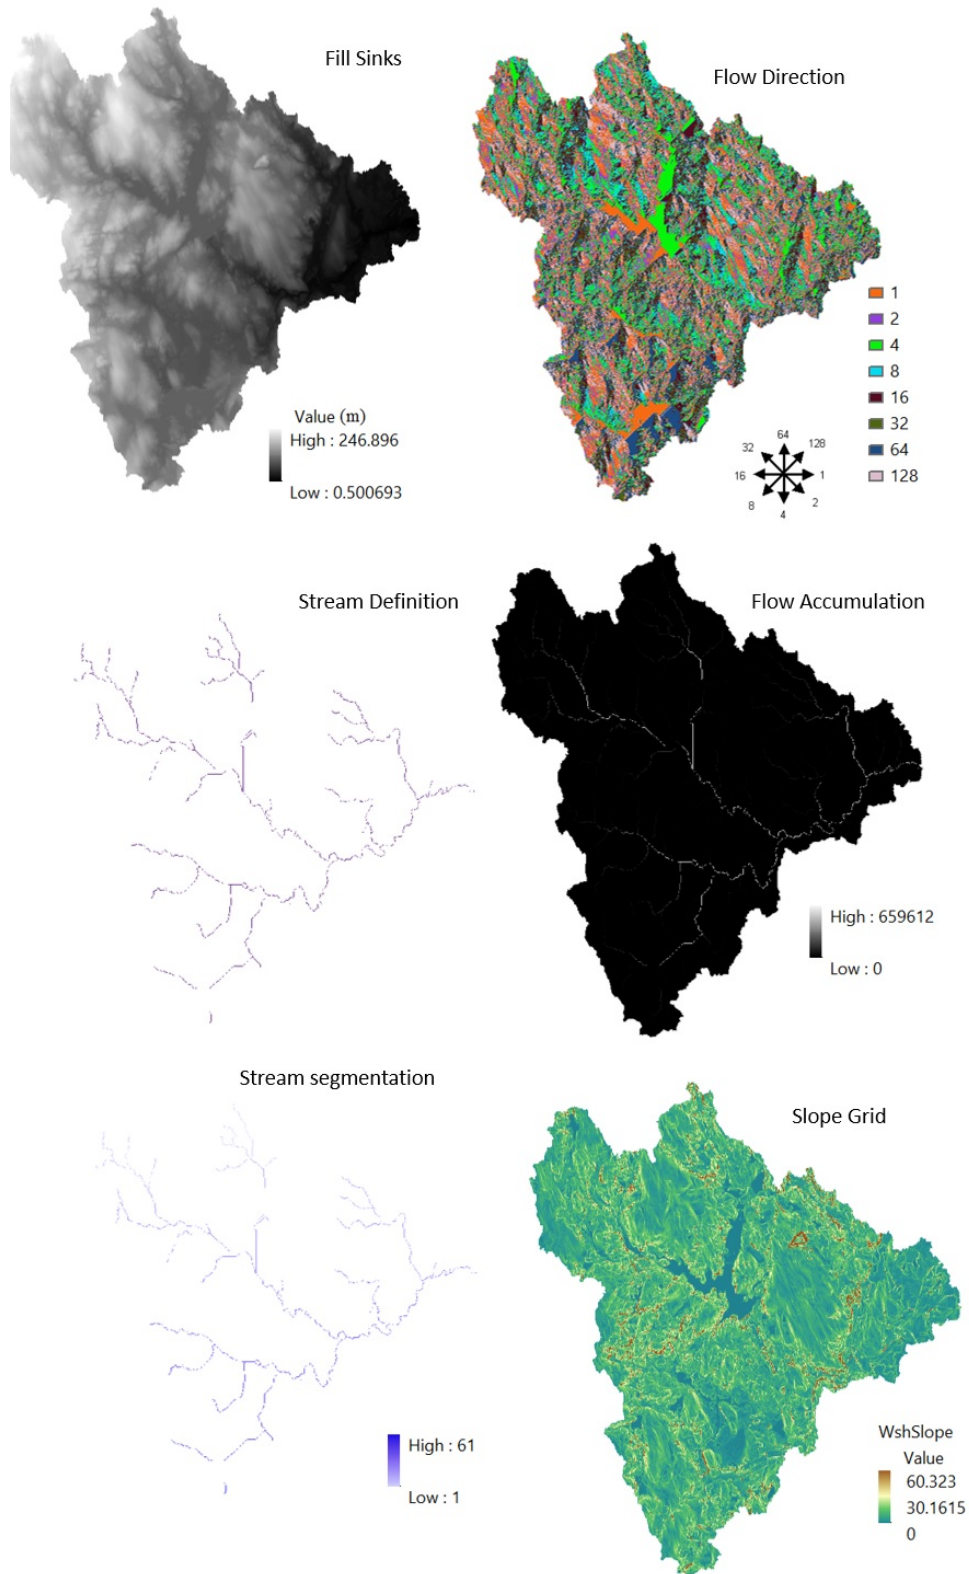 Fill Sinks
Value (m)
High : 246.896
Low : 0.500693
Flow Direction
1
2
4
8
16
32
64
128
64
32
128
16
1
8
2
4
Stream Definition
Flow Accumulation
High : 659612
Low : 0
Stream segmentation
High : 61
Low : 1
Slope Grid
WshSlope
Value
60.323
30.1615
0